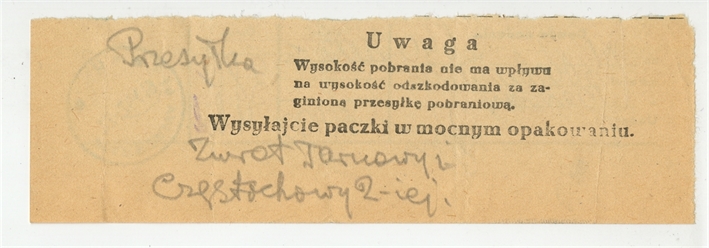 Przesyłka
Uwaga
Wysokość pobrania nie ma wpływu
na wysokość odszkodowania za za-
ginioną przesyłkę pobraniową.
Wysyłajcie paczki w mocnym opakowaniu.
Zwrot Tarnowy i
Częstochowy 2-iej.